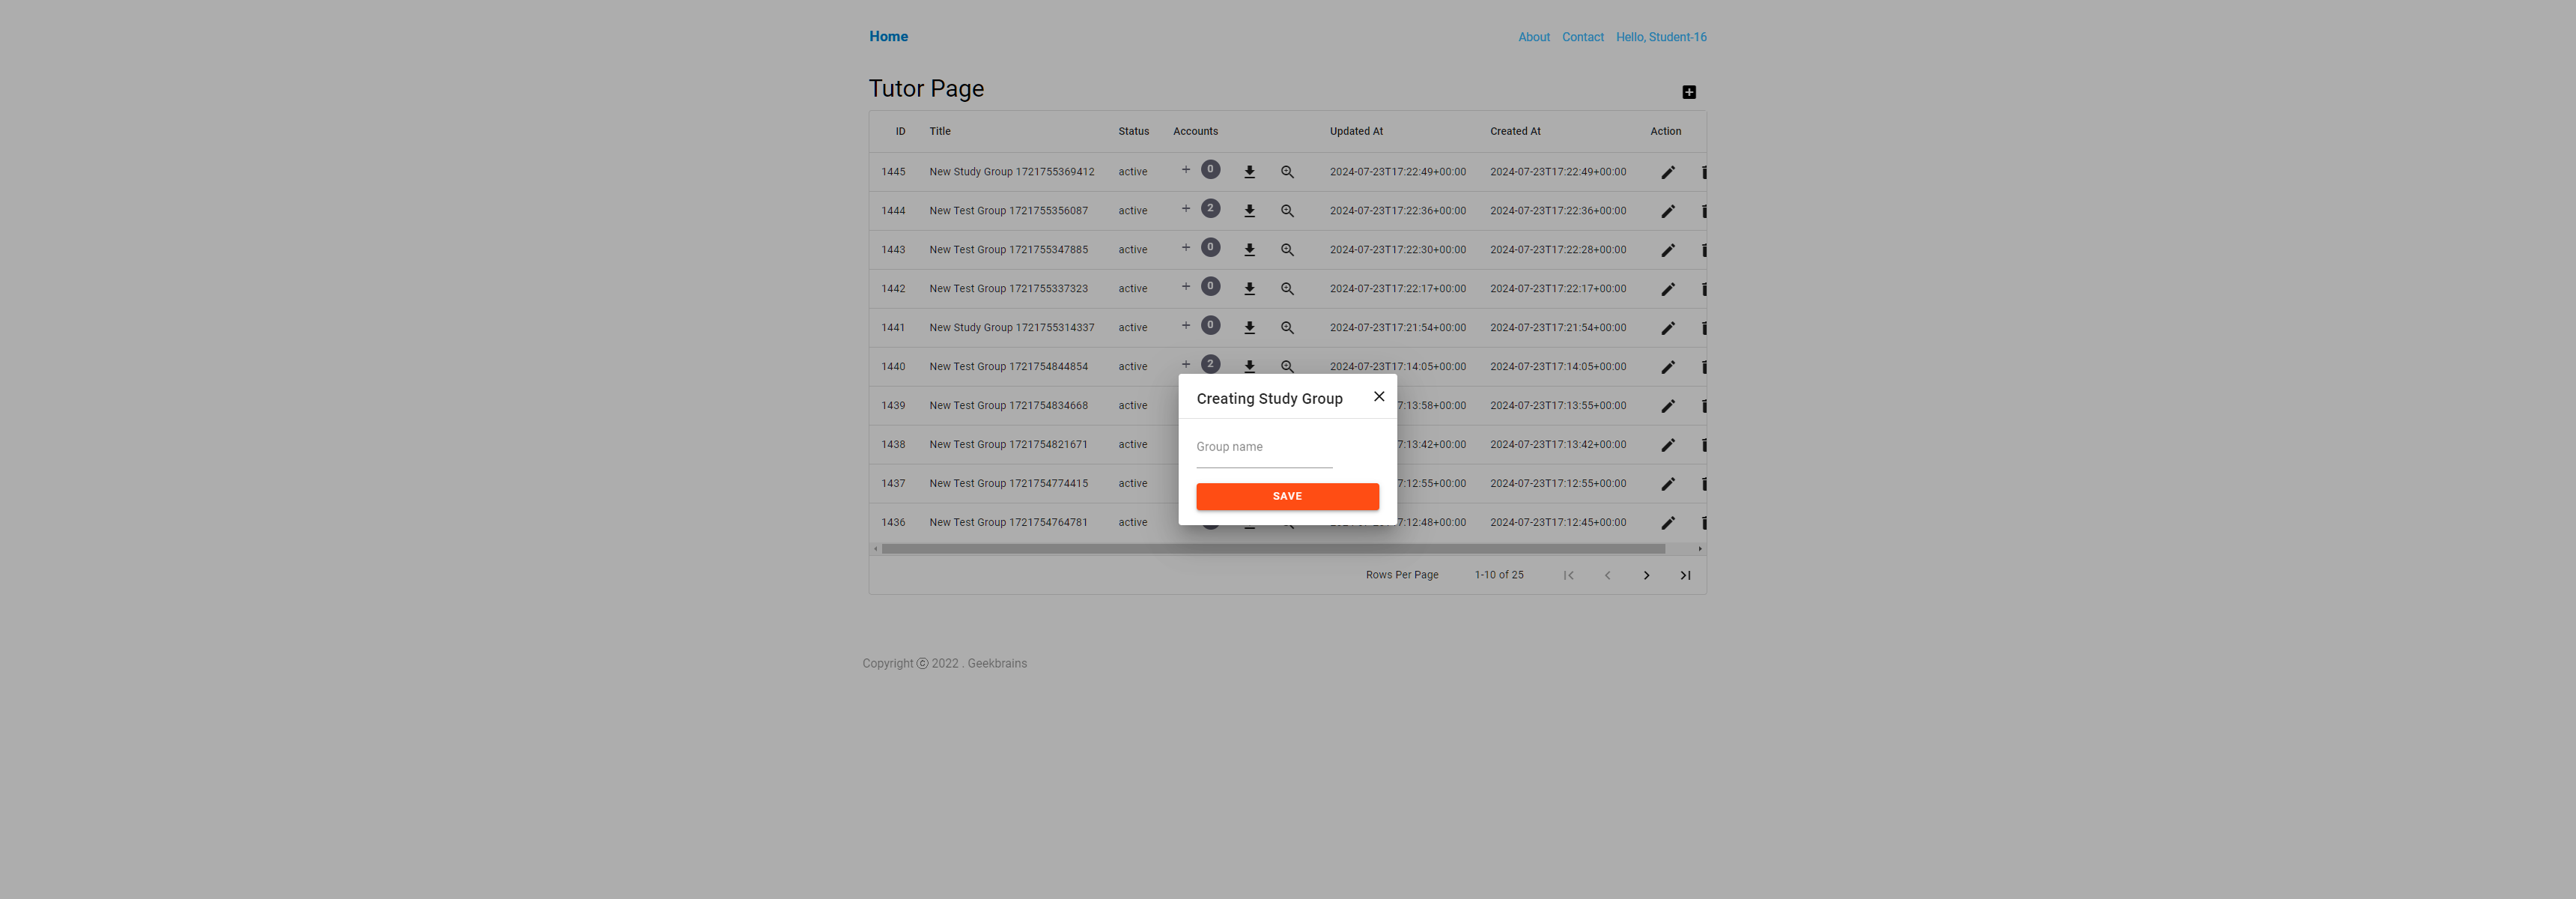 Home About Contact Hello, Student-16
Tutor Page
ID Title Status Accounts Updated At Created At Action
1445 New Study Group 1721755369412 active + 0 2024-07-23T17:22:49+00:00 2024-07-23T17:22:49+00:00
1444 New Test Group 1721755356087 active + 2 2024-07-23T17:22:36+00:00 2024-07-23T17:22:36+00:00
1443 New Test Group 1721755347885 active + 0 2024-07-23T17:22:30+00:00 2024-07-23T17:22:28+00:00
1442 New Test Group 1721755337323 active + 0 2024-07-23T17:22:17+00:00 2024-07-23T17:22:17+00:00
1441 New Study Group 1721755314337 active + 0 2024-07-23T17:21:54+00:00 2024-07-23T17:21:54+00:00
1440 New Test Group 1721754844854 active + 2 2024-07-23T17:14:05+00:00 2024-07-23T17:14:05+00:00
1439 New Test Group 1721754834668 active 7:13:58+00:00 2024-07-23T17:13:55+00:00
1438 New Test Group 1721754821671 active 7:13:42+00:00 2024-07-23T17:13:42+00:00
1437 New Test Group 1721754774415 active 7:12:55+00:00 2024-07-23T17:12:55+00:00
1436 New Test Group 1721754764781 active 7:12:48+00:00 2024-07-23T17:12:45+00:00
Creating Study Group
Group name
SAVE
Rows Per Page 1-10 of 25
Copyright © 2022 . Geekbrains